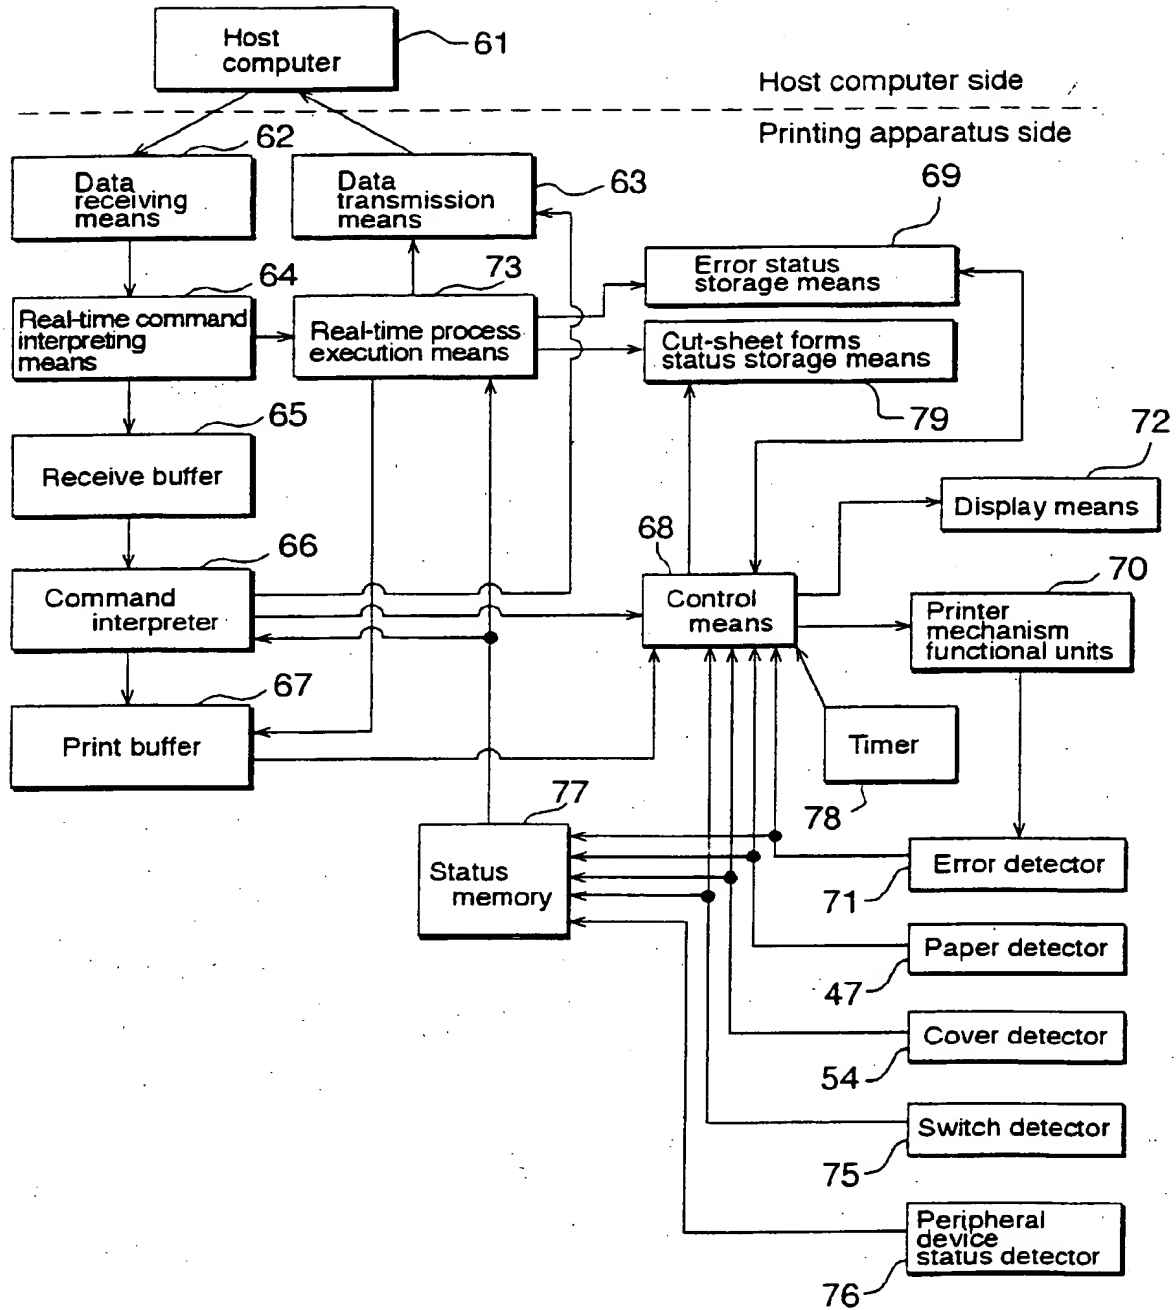 Host
computer
61
Host computer side
Printing apparatus side
62
Data
receiving
means
Data
transmission
means
63
69
Error status
storage means
64
Real-time command
interpreting
means
73
Real-time process
execution means
Cut-sheet forms
status storage means
79
65
Receive buffer
72
Display means
66
Command
interpreter
68
Control
means
70
Printer
mechanism
functional units
67
Print buffer
Timer
78
77
Status
memory
Error detector
71
Paper detector
47
Cover detector
54
Switch detector
75
Peripheral
device
status detector
76